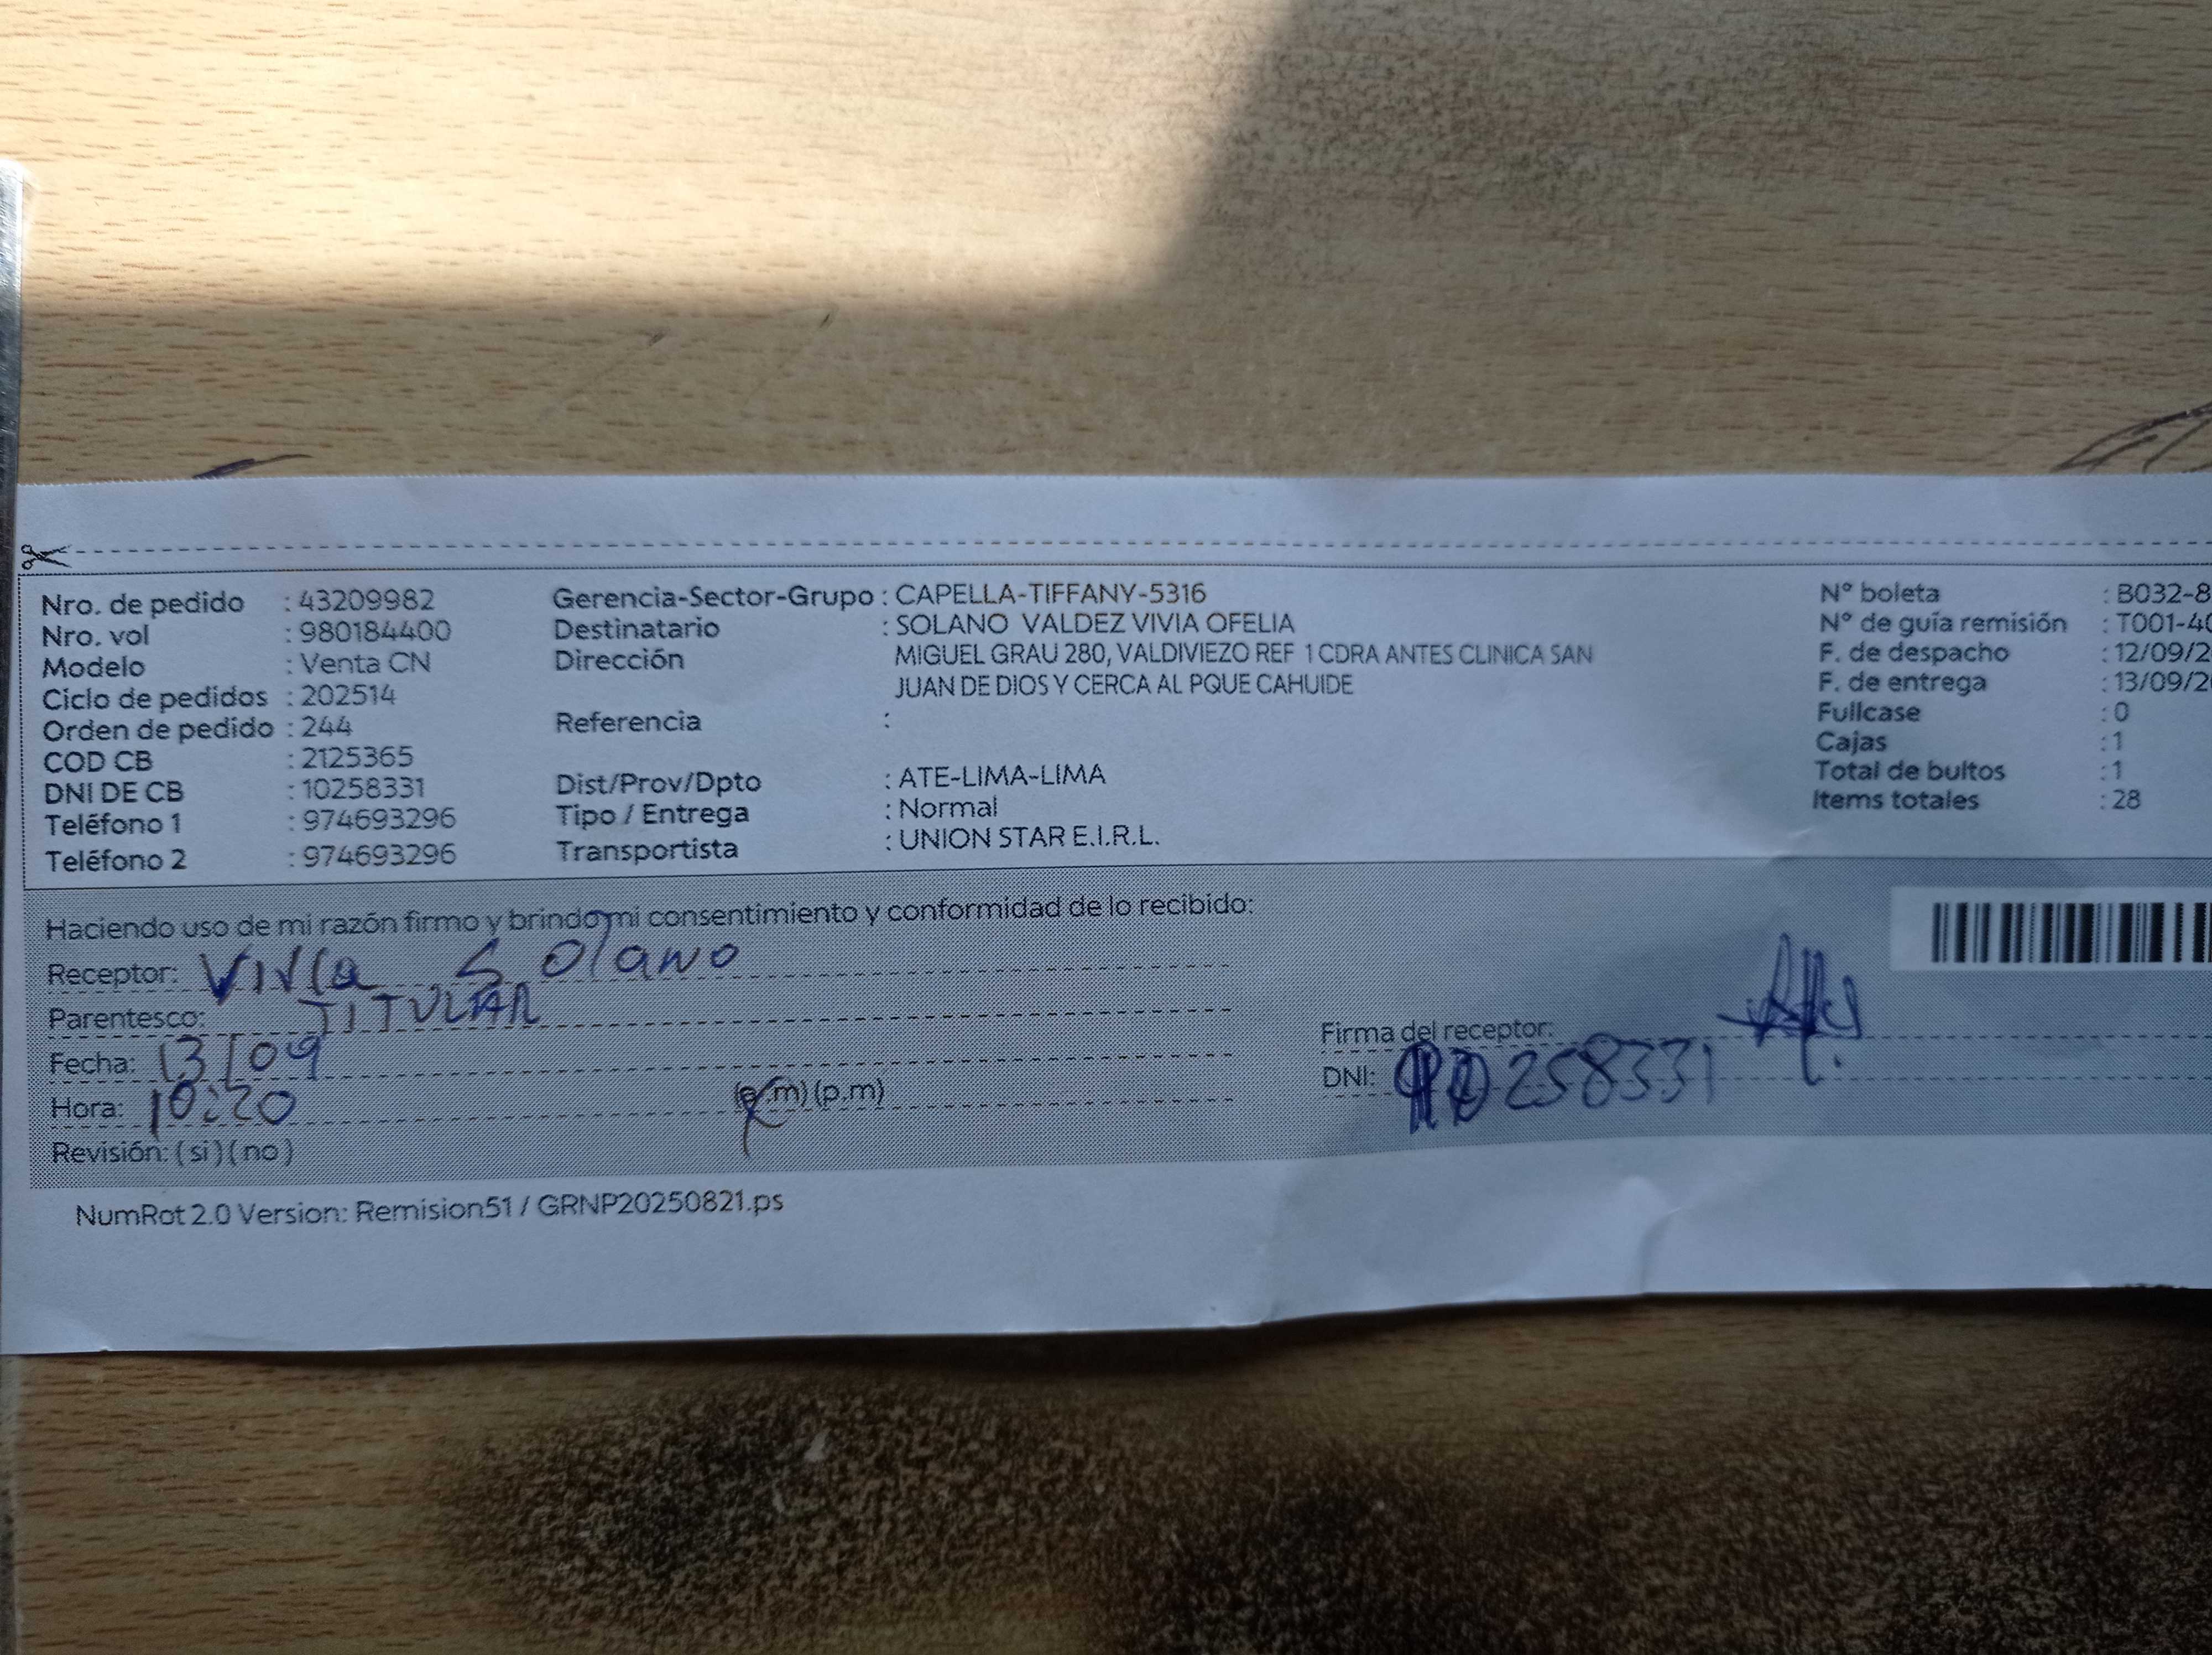 Nro. de pedido : 43209982
Nro. vol : 980184400
Modelo : Venta CN
Ciclo de pedidos : 202514
Orden de pedido : 244
COD CB : 2125365
DNI DE CB : 10258331
Teléfono 1 : 974693296
Teléfono 2 : 974693296
Gerencia-Sector-Grupo : CAPELLA-TIFFANY-5316
Destinatario : SOLANO VALDEZ VIVIA OFELIA
Dirección MIGUEL GRAU 280, VALDIVIEZO REF 1 CDRA ANTES CLINICA SAN
JUAN DE DIOS Y CERCA AL PQUE CAHUIDE
Referencia :
Dist/Prov/Dpto : ATE-LIMA-LIMA
Tipo / Entrega : Normal
Transportista : UNION STAR E.I.R.L.
N° boleta : B032-8
N° de guía remisión : T001-40
F. de despacho : 12/09/2
F. de entrega : 13/09/20
Fullcase : 0
Cajas : 1
Total de bultos : 1
Items totales : 28
Haciendo uso de mi razón firmo y brindo mi consentimiento y conformidad de lo recibido:
Receptor: Vivia Solano
Parentesco: TITULAR
Fecha: 13/09
Hora: 10:20 (a.m) (p.m)
Revisión: (si) (no)
Firma del receptor:
DNI: 10258331
NumRot 2.0 Version: Remision51 / GRNP20250821.ps